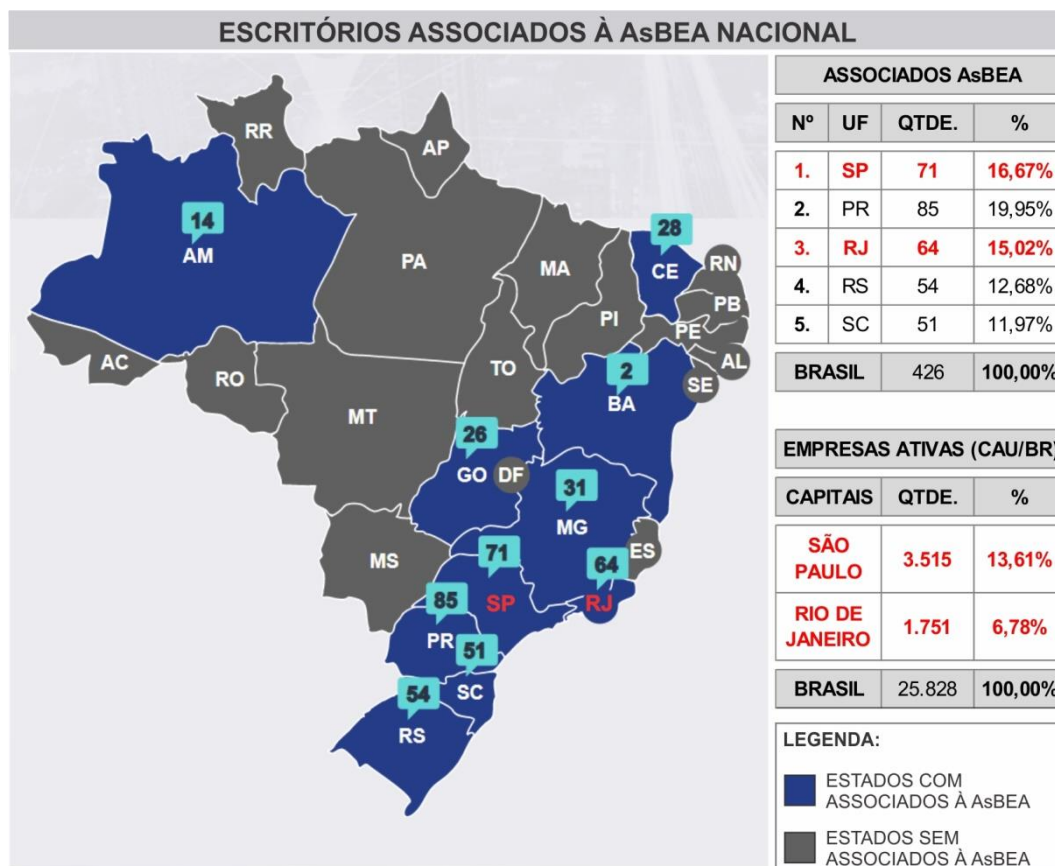 ESCRITÓRIOS ASSOCIADOS À AsBEA NACIONAL
RR
AP
14
AM
PA
MA
28
CE
RN
PB
PI
PE
AL
SE
AC
RO
TO
2
BA
MT
26
GO
DF
31
MG
ES
MS
71
SP
64
RJ
85
PR
51
SC
54
RS
ASSOCIADOS AsBEA
Nº UF QTDE. %
1. SP 71 16,67%
2. PR 85 19,95%
3. RJ 64 15,02%
4. RS 54 12,68%
5. SC 51 11,97%
BRASIL 426 100,00%
EMPRESAS ATIVAS (CAU/BR)
CAPITAIS QTDE. %
SÃO
PAULO 3.515 13,61%
RIO DE
JANEIRO 1.751 6,78%
BRASIL 25.828 100,00%
LEGENDA:
ESTADOS COM
ASSOCIADOS À AsBEA
ESTADOS SEM
ASSOCIADOS À AsBEA